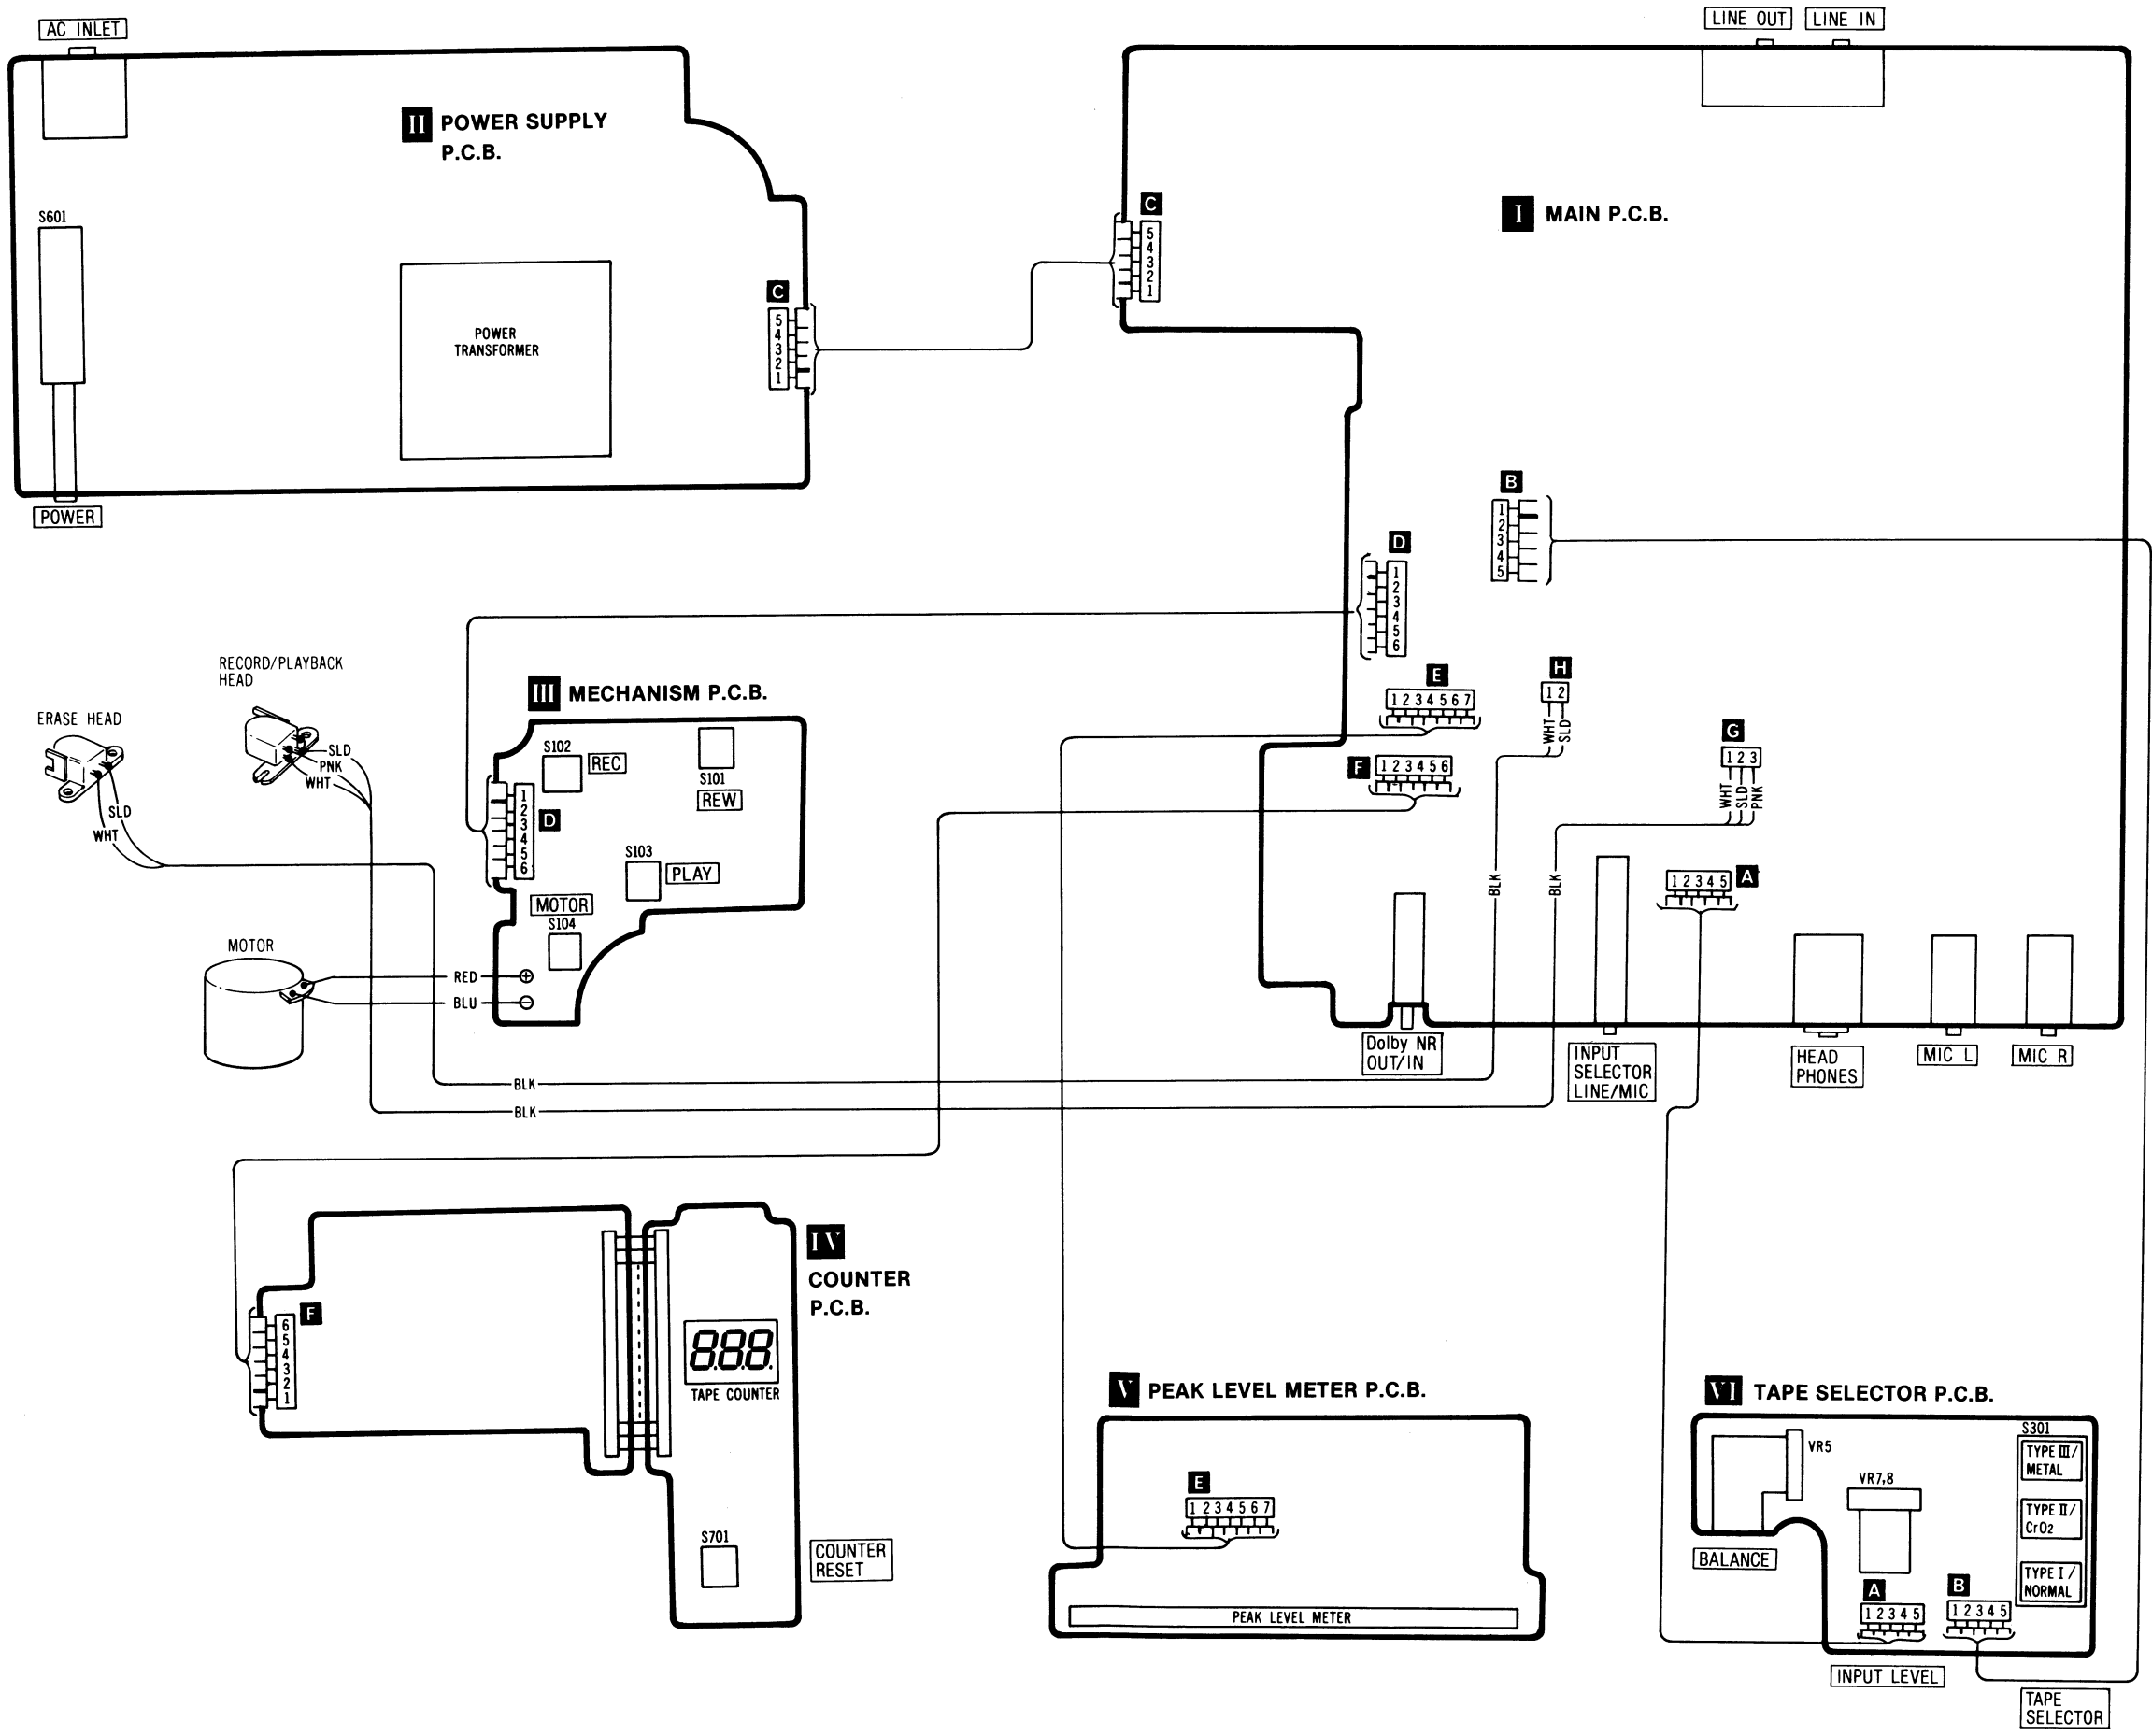 AC INLET
II POWER SUPPLY
P.C.B.
S601
POWER
TRANSFORMER
C
5
4
3
2
1
POWER
LINE OUT
LINE IN
I MAIN P.C.B.
C
5
4
3
2
1
B
1
2
3
4
5
D
1
2
3
4
5
6
E
1 2 3 4 5 6 7
F
1 2 3 4 5 6
H
1 2
WHT
SLD
G
1 2 3
WHT
SLD
PNK
A
1 2 3 4 5
BLK
BLK
Dolby NR
OUT/IN
INPUT
SELECTOR
LINE/MIC
HEAD
PHONES
MIC L
MIC R
RECORD/PLAYBACK
HEAD
SLD
PNK
WHT
ERASE HEAD
SLD
WHT
MOTOR
RED
BLU
III MECHANISM P.C.B.
S102
REC
S101
REW
D
1
2
3
4
5
6
S103
PLAY
MOTOR
S104
+
−
BLK
BLK
IV
COUNTER
P.C.B.
F
6
5
4
3
2
1
8.8.8.
TAPE COUNTER
S701
COUNTER
RESET
V PEAK LEVEL METER P.C.B.
E
1 2 3 4 5 6 7
PEAK LEVEL METER
VI TAPE SELECTOR P.C.B.
VR5
VR7,8
S301
TYPE III/
METAL
TYPE II/
CrO2
TYPE I/
NORMAL
BALANCE
A
1 2 3 4 5
B
1 2 3 4 5
INPUT LEVEL
TAPE
SELECTOR